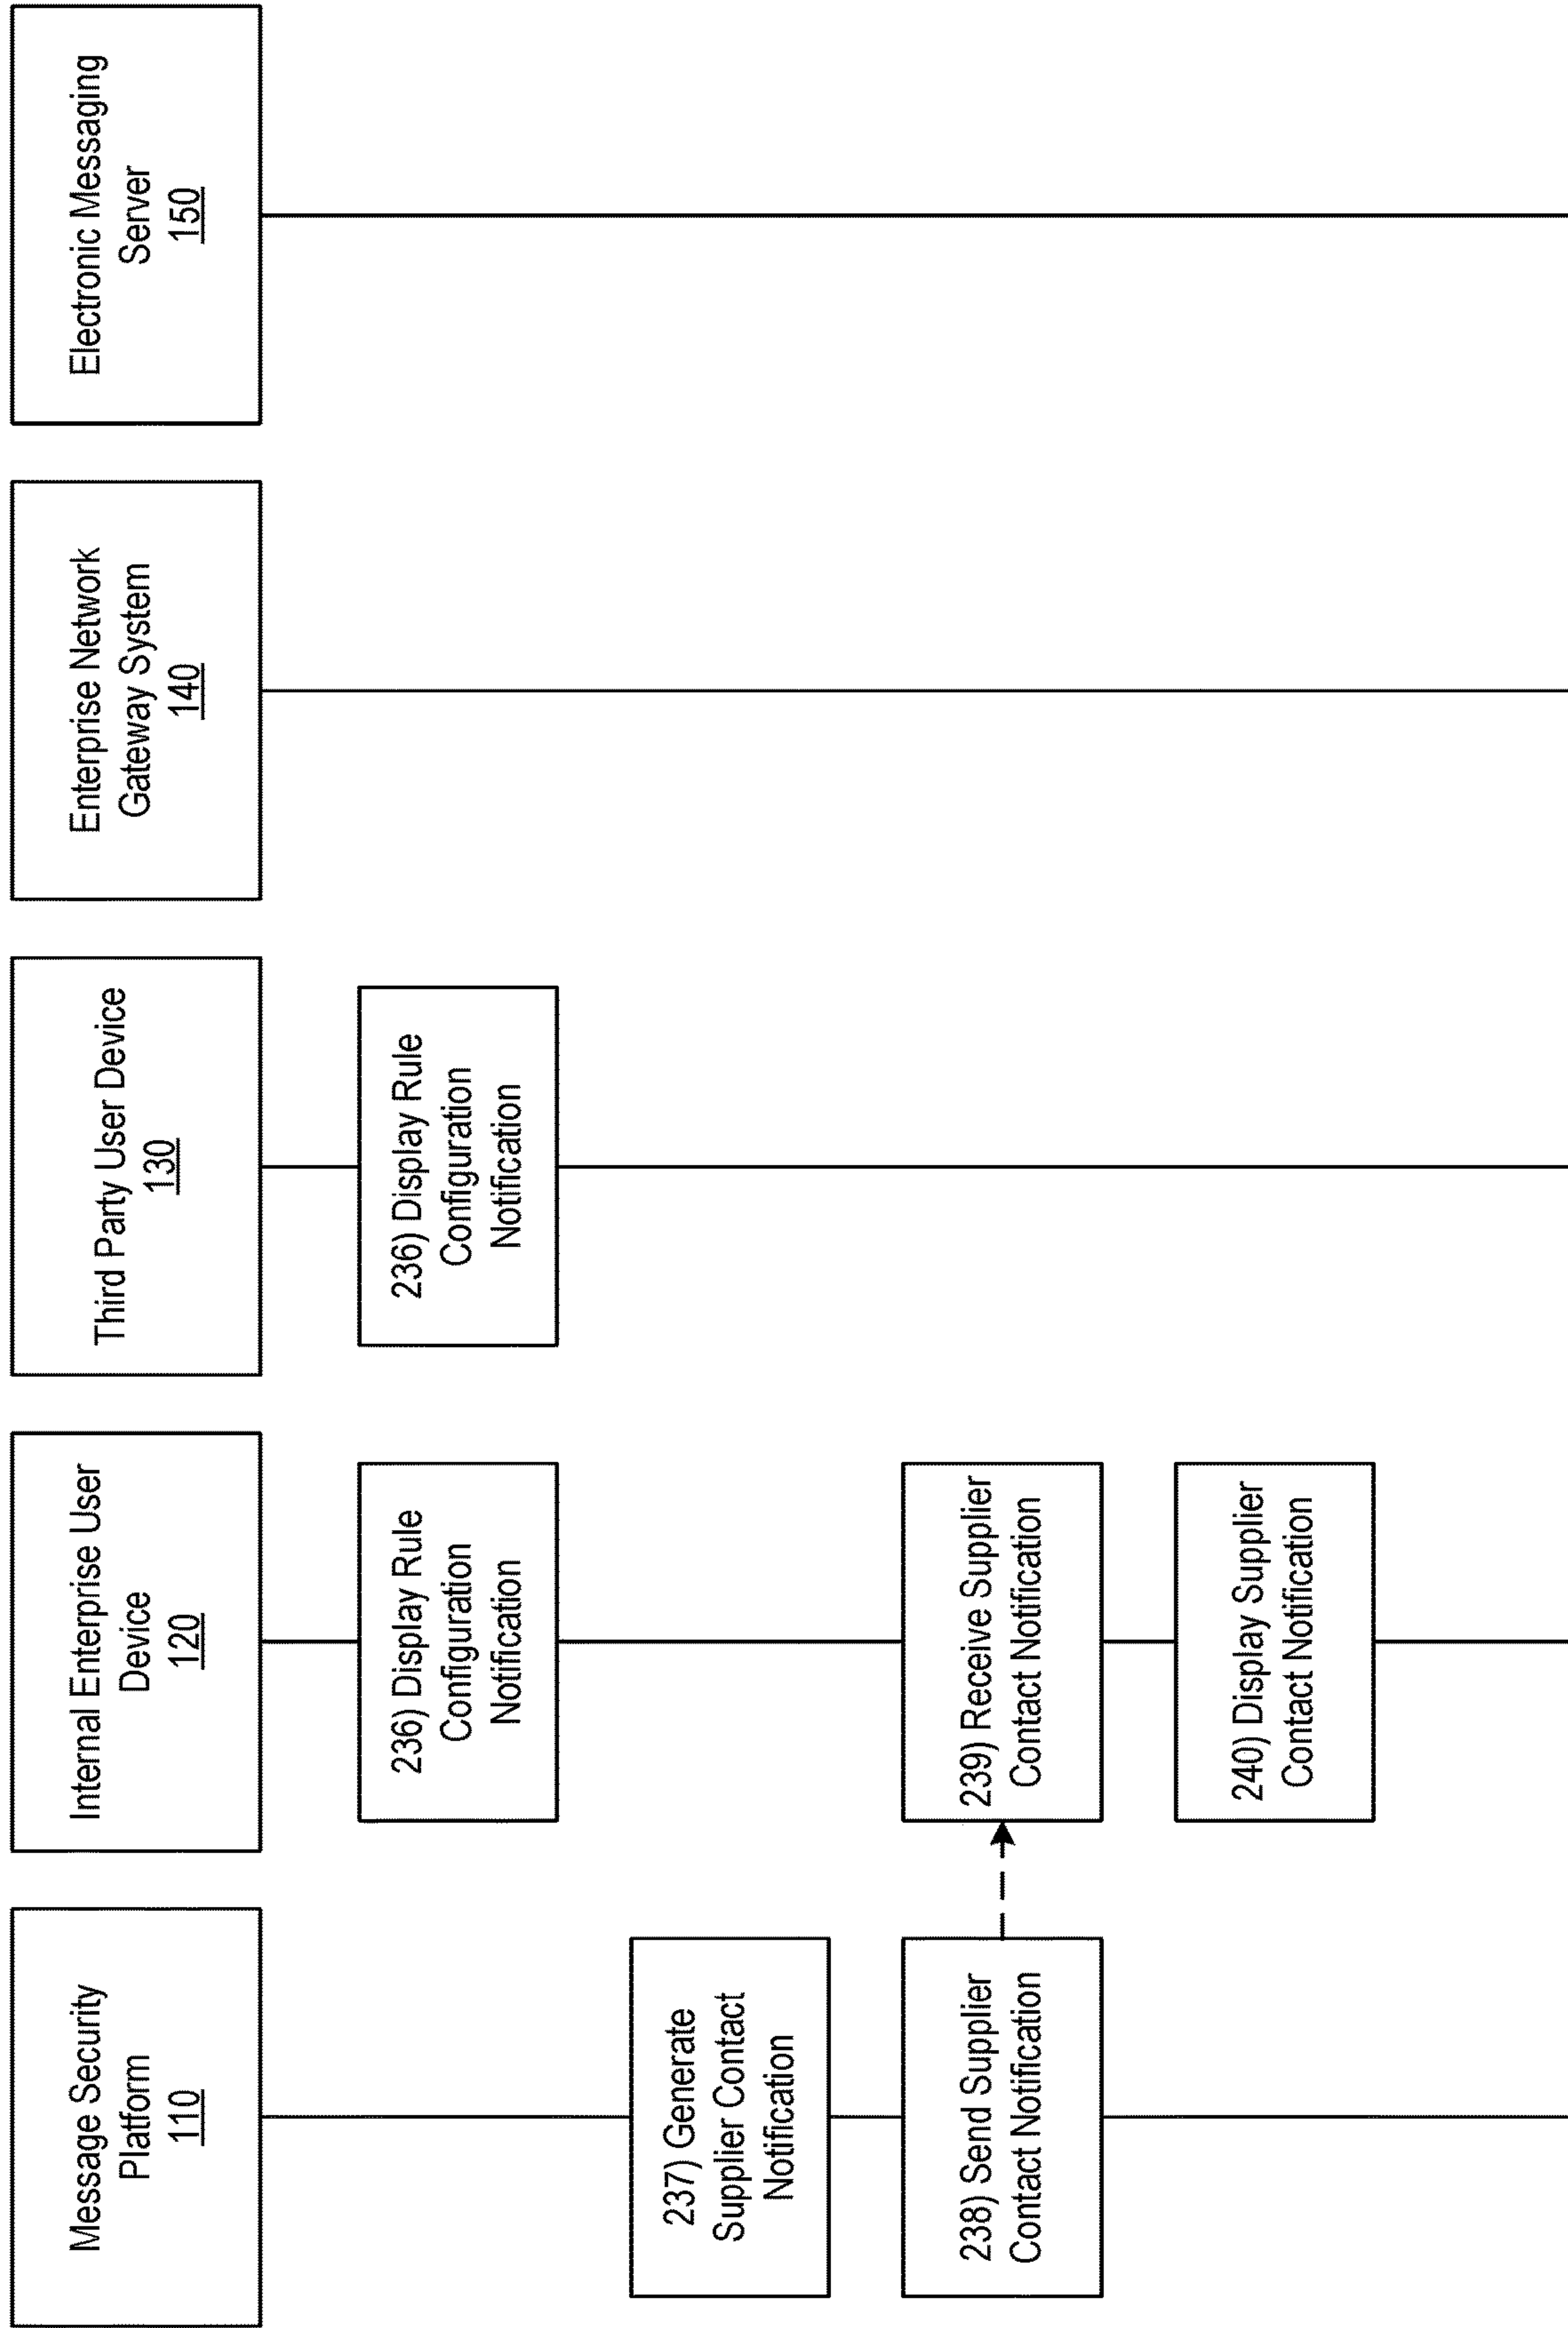 Message Security
Platform
110
Internal Enterprise User
Device
120
Third Party User Device
130
Enterprise Network
Gateway System
140
Electronic Messaging
Server
150
236) Display Rule
Configuration
Notification
236) Display Rule
Configuration
Notification
237) Generate
Supplier Contact
Notification
238) Send Supplier
Contact Notification
239) Receive Supplier
Contact Notification
240) Display Supplier
Contact Notification